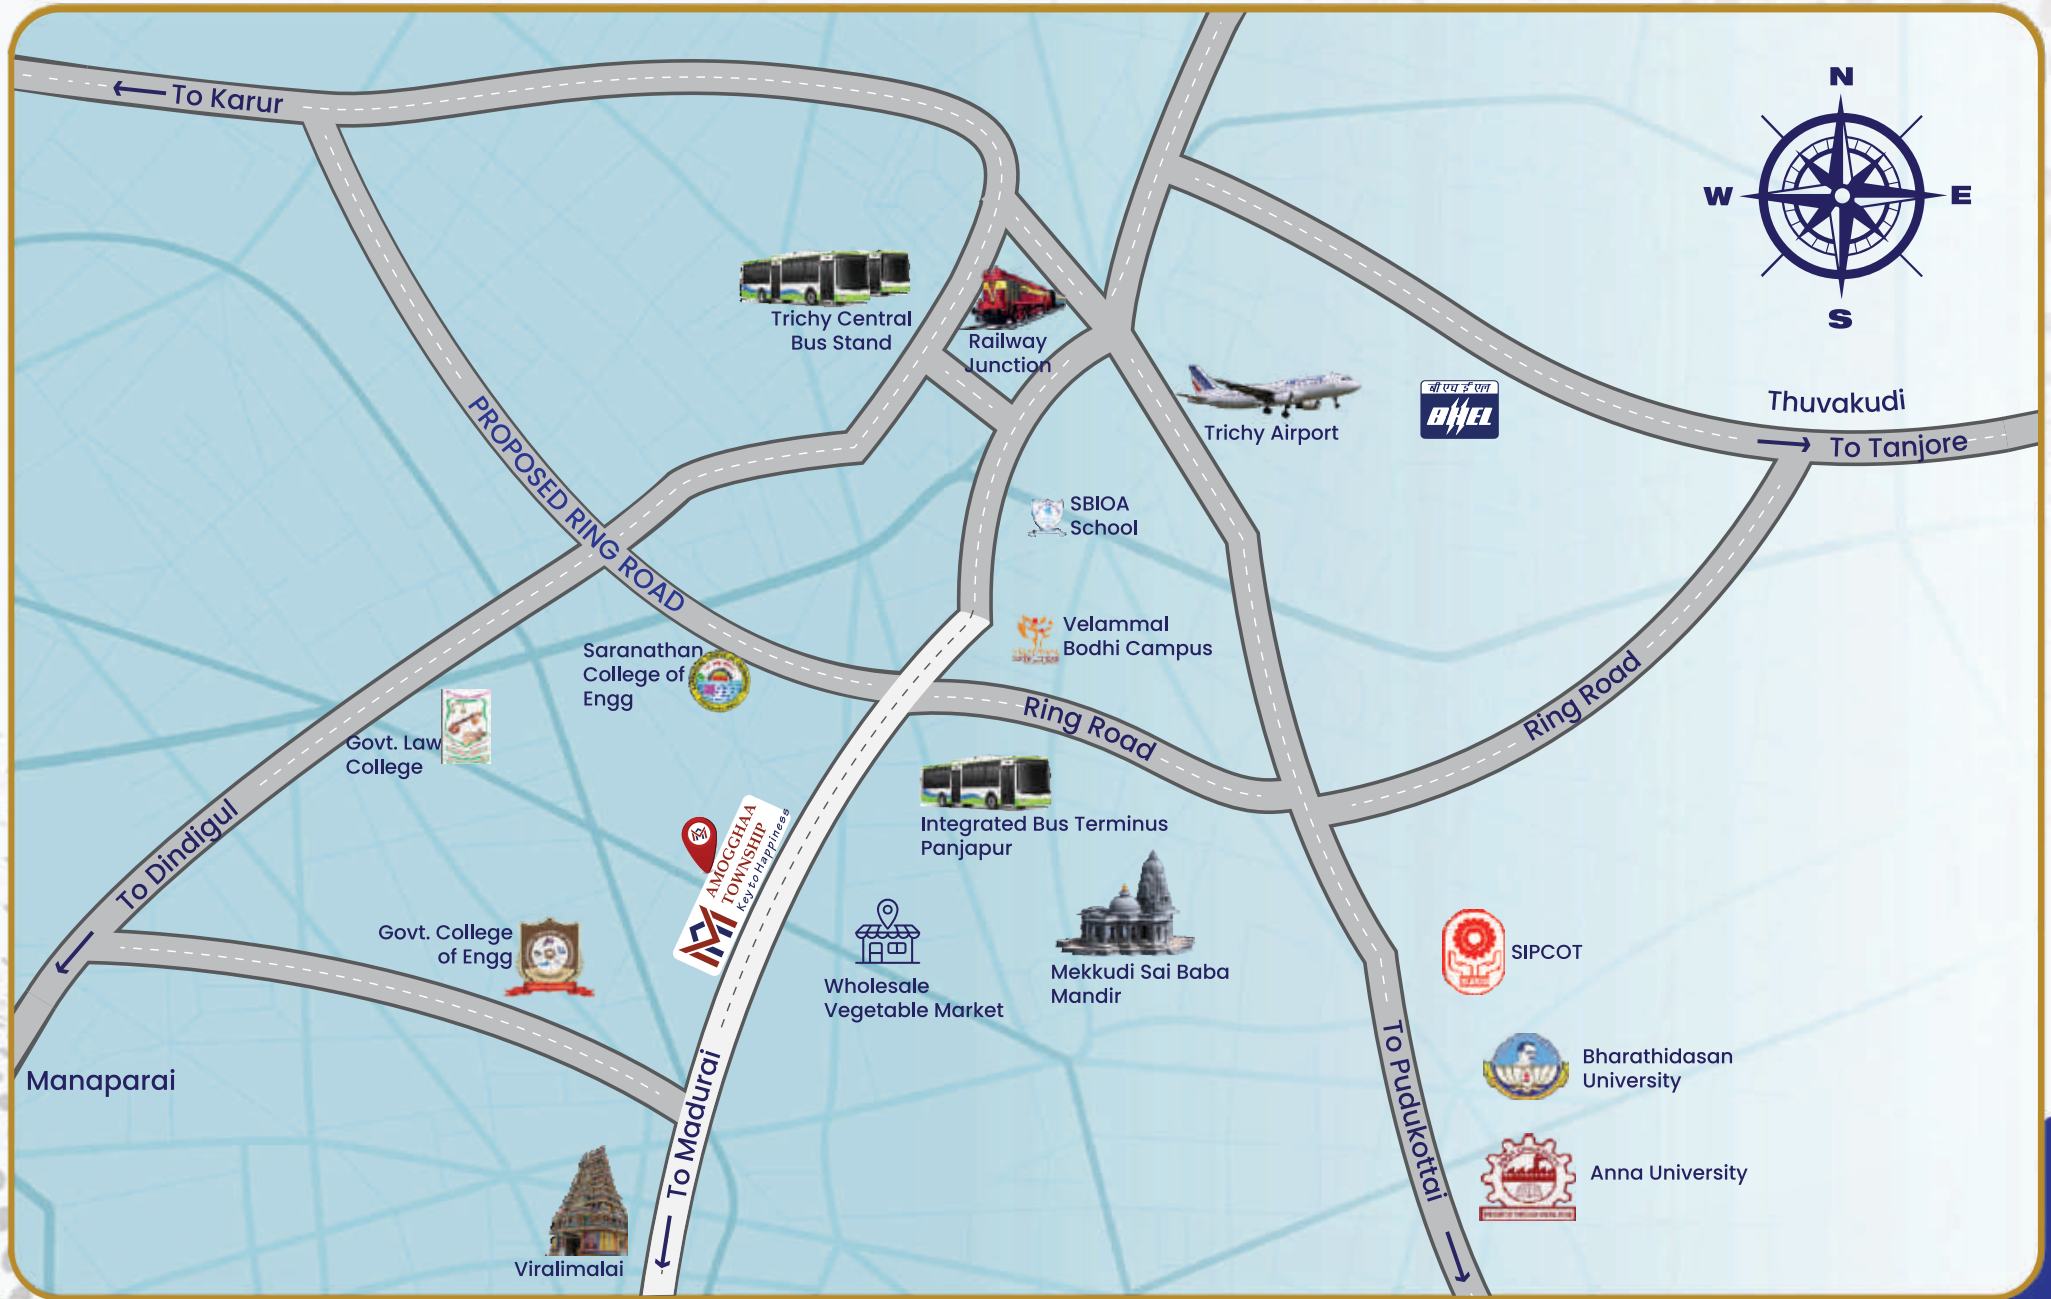 N
W
E
S
To Karur
Trichy Central
Bus Stand
Railway
Junction
Trichy Airport
बी एच ई एल
BHEL
Thuvakudi
To Tanjore
PROPOSED RING ROAD
SBIOA
School
Velammal
Bodhi Campus
Saranathan
College of
Engg
Ring Road
Ring Road
Govt. Law
College
To Dindigul
AMOGGHAA
TOWNSHIP
Key to Happiness
Integrated Bus Terminus
Panjapur
Govt. College
of Engg
Wholesale
Vegetable Market
Mekkudi Sai Baba
Mandir
SIPCOT
Manaparai
To Madurai
To Pudukottai
Bharathidasan
University
Anna University
Viralimalai